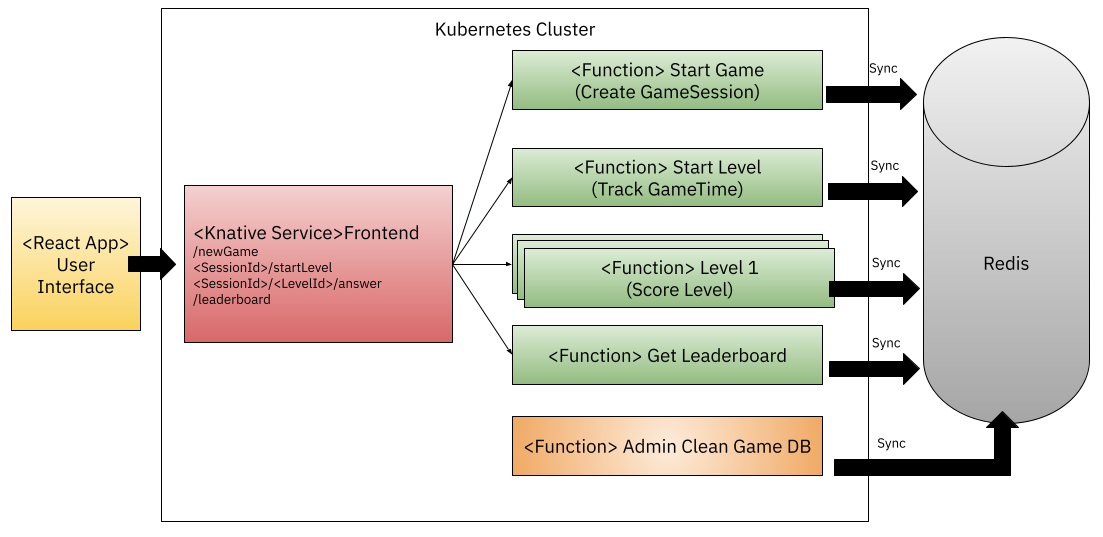 Kubernetes Cluster
<React App>
User
Interface
<Knative Service>Frontend
/newGame
<SessionId>/startLevel
<SessionId>/<LevelId>/answer
/leaderboard
<Function> Start Game
(Create GameSession)
Sync
<Function> Start Level
(Track GameTime)
Sync
<Function> Level 1
(Score Level)
Sync
<Function> Get Leaderboard
Sync
<Function> Admin Clean Game DB
Sync
Redis